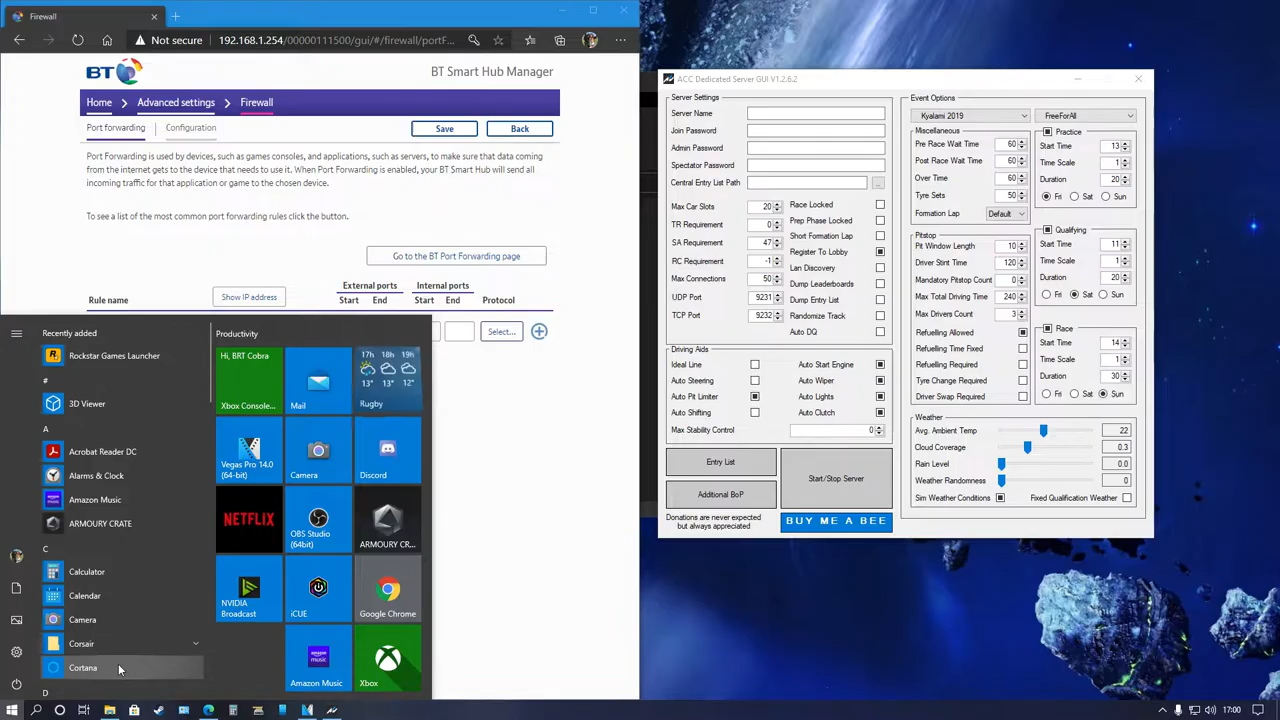 Firewall
Not secure
192.168.1.254/00000111500/gui/#/firewall/portF...
BT
BT Smart Hub Manager
Home
Advanced settings
Firewall
Port forwarding
Configuration
Save
Back
Port Forwarding is used by devices, such as games consoles, and applications, such as servers, to make sure that data coming
from the internet gets to the device that needs to use it. When Port Forwarding is enabled, your BT Smart Hub will send all
incoming traffic for that application or game to the chosen device.
To see a list of the most common port forwarding rules click the button.
Go to the BT Port Forwarding page
External ports
Internal ports
Rule name
Show IP address
Start
End
Start
End
Protocol
Select...
Recently added
Rockstar Games Launcher
#
3D Viewer
A
Acrobat Reader DC
Alarms & Clock
Amazon Music
ARMOURY CRATE
C
Calculator
Calendar
Camera
Corsair
Cortana
D
Productivity
Hi, BRT Cobra
Xbox Console...
Mail
17h 18h 19h
13° 13° 12°
Rugby
Vegas Pro 14.0
(64-bit)
Camera
Discord
NETFLIX
OBS Studio
(64bit)
ARMOURY CR...
NVIDIA
Broadcast
iCUE
Google Chrome
music
Amazon Music
Xbox
ACC Dedicated Server GUI V1.2.6.2
Server Settings
Server Name
Join Password
Admin Password
Spectator Password
Central Entry List Path
...
Max Car Slots 20
TR Requirement 0
SA Requirement 47
RC Requirement -1
Max Connections 50
UDP Port 9231
TCP Port 9232
Race Locked
Prep Phase Locked
Short Formation Lap
Register To Lobby
Lan Discovery
Dump Leaderboards
Dump Entry List
Randomize Track
Auto DQ
Driving Aids
Ideal Line
Auto Steering
Auto Pit Limiter
Auto Shifting
Auto Start Engine
Auto Wiper
Auto Lights
Auto Clutch
Max Stability Control 0
Entry List
Additional BoP
Start/Stop Server
Donations are never expected
but always appreciated
BUY ME A BEE
Event Options
Kyalami 2019
FreeForAll
Miscellaneous
Pre Race Wait Time 60
Post Race Wait Time 60
Over Time 60
Tyre Sets 50
Formation Lap Default
Pitstop
Pit Window Length 10
Driver Stint Time 120
Mandatory Pitstop Count 0
Max Total Driving Time 240
Max Drivers Count 3
Refuelling Allowed
Refuelling Time Fixed
Refuelling Required
Tyre Change Required
Driver Swap Required
Practice
Start Time 13
Time Scale 1
Duration 20
Fri Sat Sun
Qualifying
Start Time 11
Time Scale 1
Duration 20
Fri Sat Sun
Race
Start Time 14
Time Scale 1
Duration 30
Fri Sat Sun
Weather
Avg. Ambient Temp 22
Cloud Coverage 0.3
Rain Level 0.0
Weather Randomness 0
Sim Weather Conditions
Fixed Qualification Weather
17:00